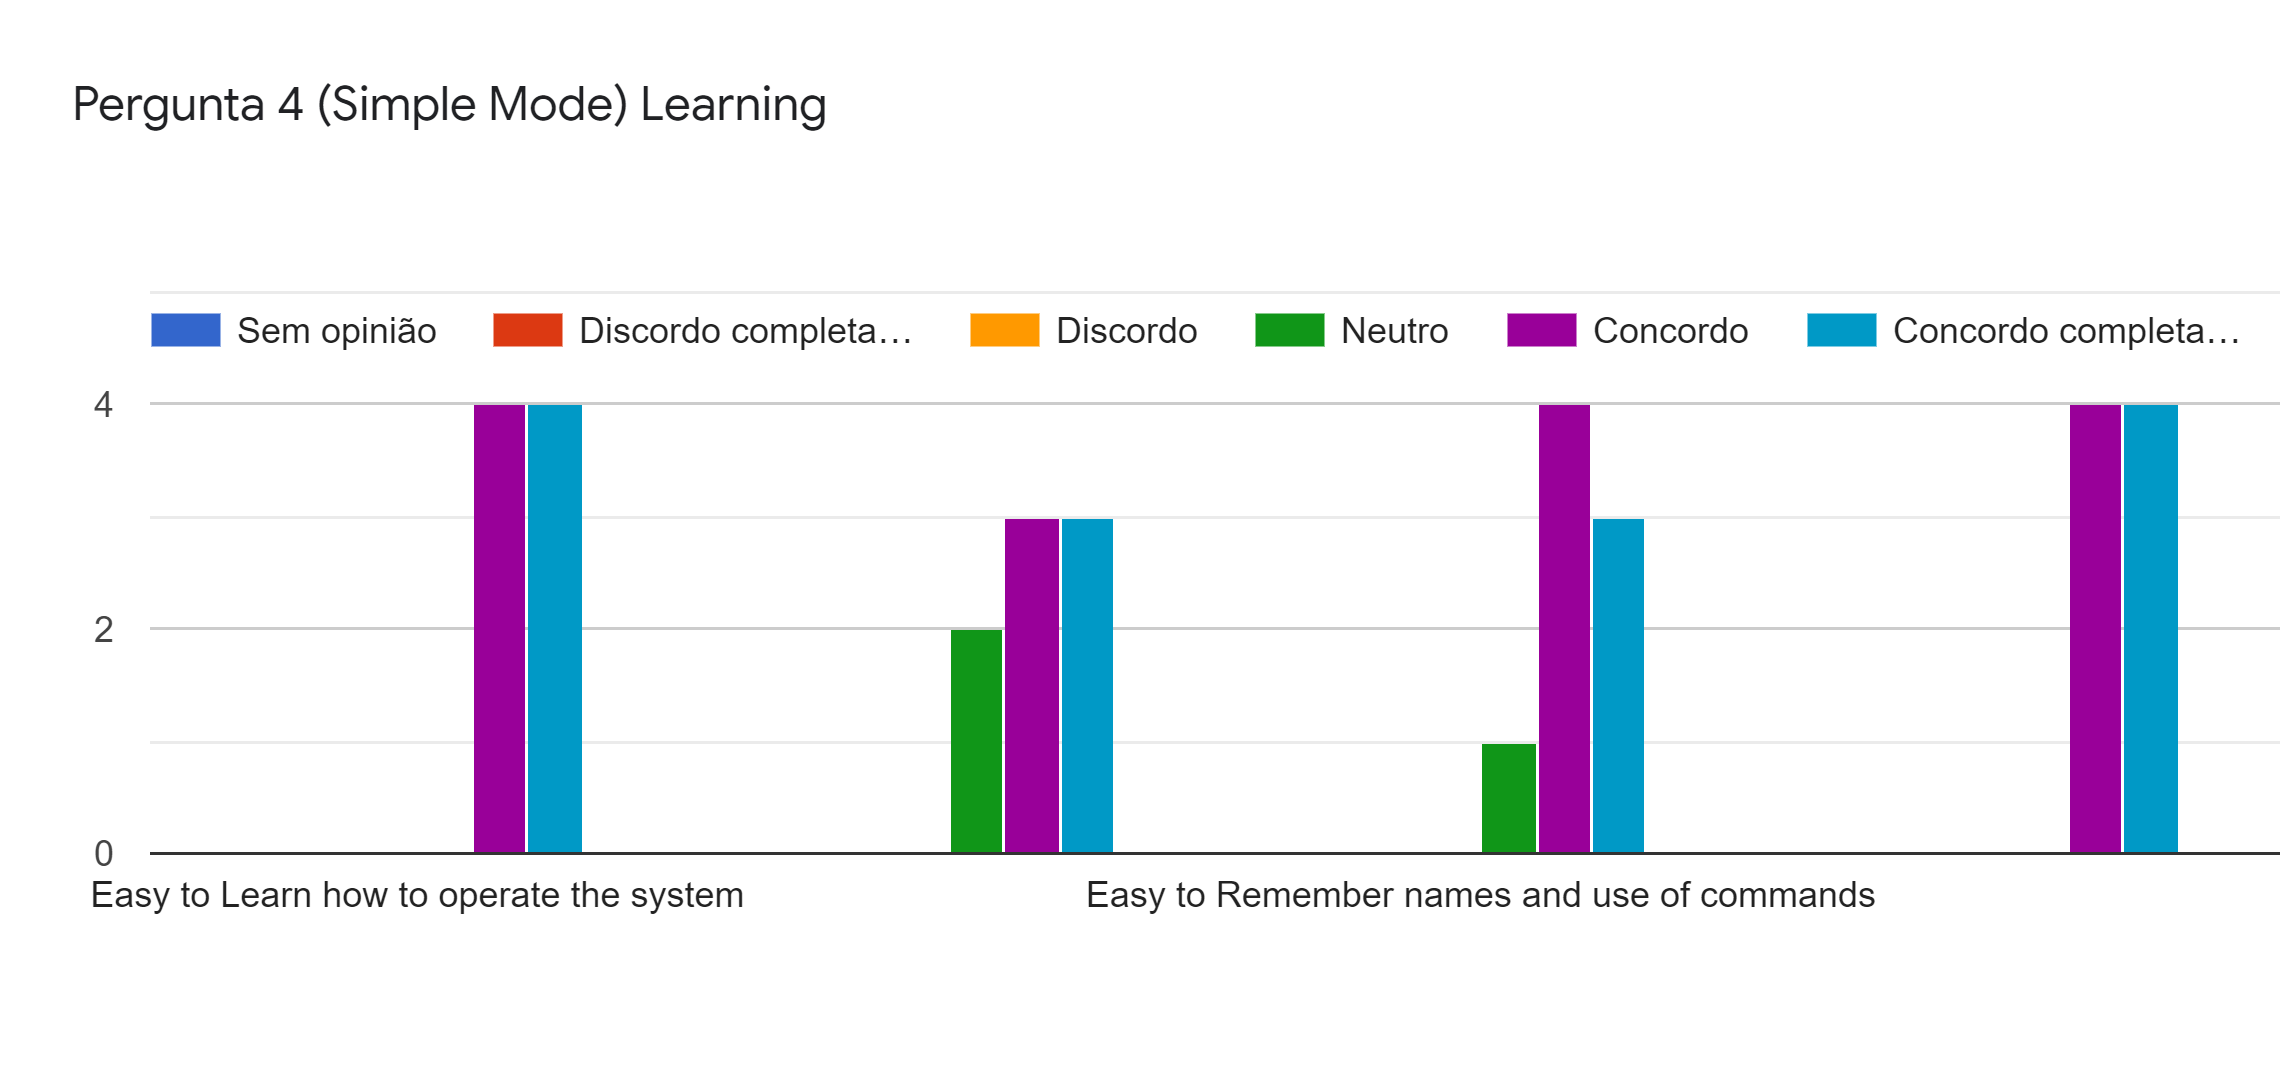 Pergunta 4 (Simple Mode) Learning
Sem opinião Discordo completa… Discordo Neutro Concordo Concordo completa…
4
2
0
Easy to Learn how to operate the system Easy to Remember names and use of commands